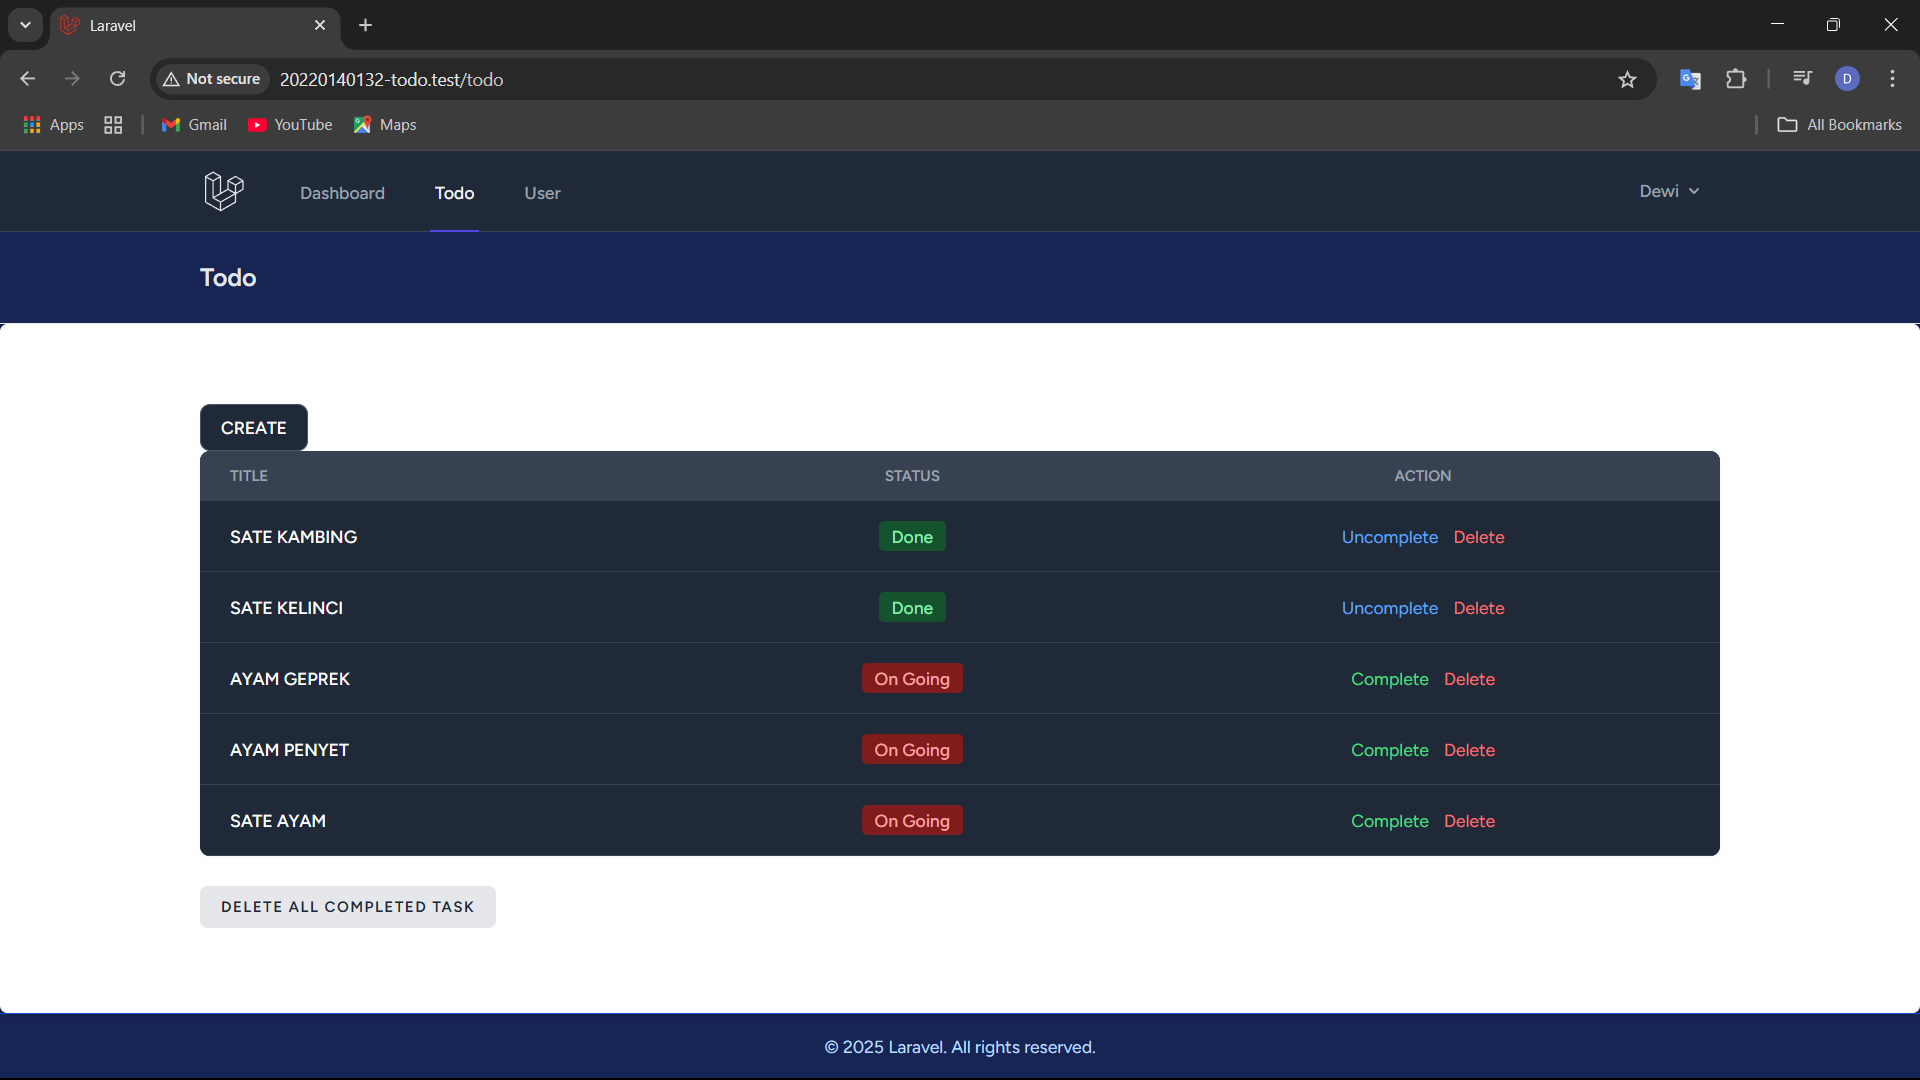 Laravel
Not secure 20220140132-todo.test/todo
D
Apps Gmail YouTube Maps All Bookmarks
Dashboard Todo User Dewi
Todo
CREATE
TITLE STATUS ACTION
SATE KAMBING Done Uncomplete Delete
SATE KELINCI Done Uncomplete Delete
AYAM GEPREK On Going Complete Delete
AYAM PENYET On Going Complete Delete
SATE AYAM On Going Complete Delete
DELETE ALL COMPLETED TASK
© 2025 Laravel. All rights reserved.